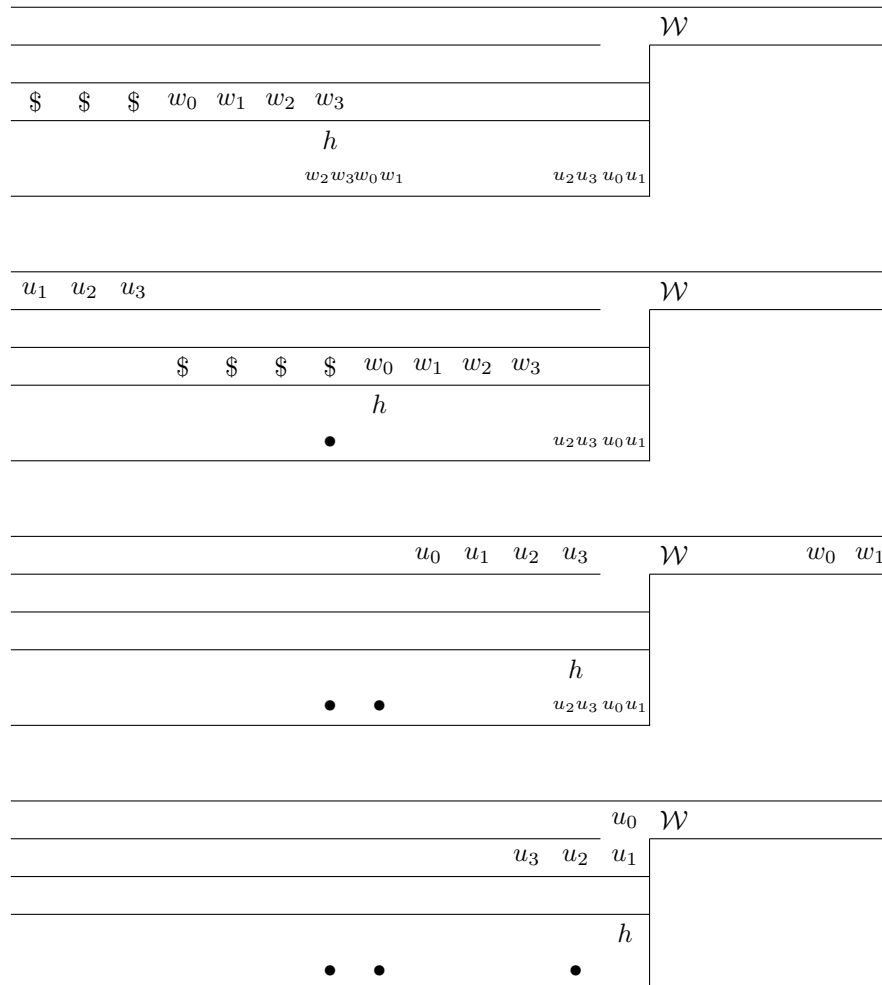 𝒲
$ $ $ w₀ w₁ w₂ w₃
h
w₂w₃w₀w₁ u₂u₃ u₀u₁
u₁ u₂ u₃ 𝒲
$ $ $ $ w₀ w₁ w₂ w₃
h
• u₂u₃ u₀u₁
u₀ u₁ u₂ u₃ 𝒲 w₀ w₁
h
• • u₂u₃ u₀u₁
u₀ 𝒲
u₃ u₂ u₁
h
• • •